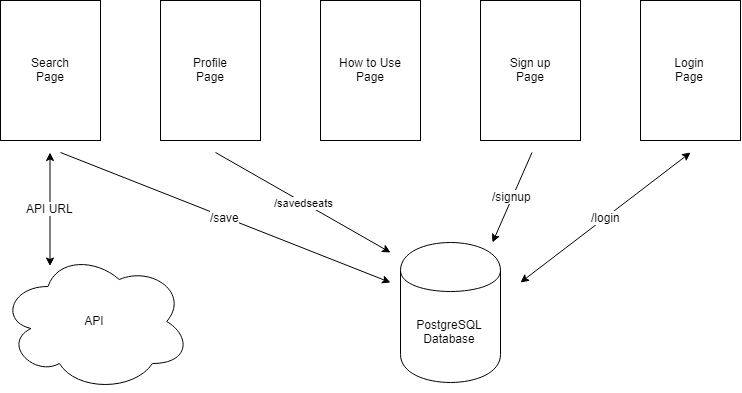 Search
Page
Profile
Page
How to Use
Page
Sign up
Page
Login
Page
API URL
/save
/savedseats
/signup
/login
API
PostgreSQL
Database